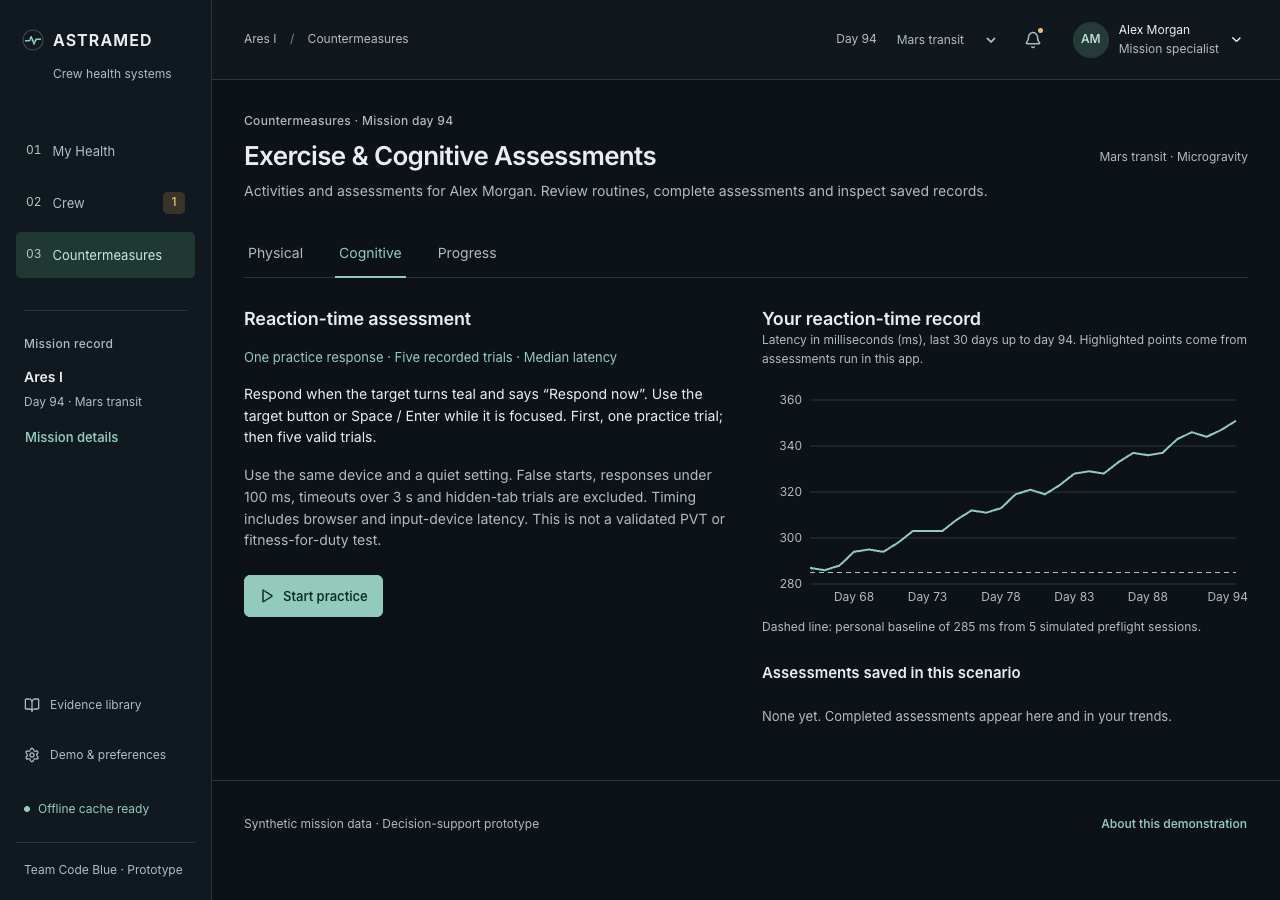 ASTRAMED
Crew health systems
01 My Health
02 Crew 1
03 Countermeasures
Mission record
Ares I
Day 94 · Mars transit
Mission details
Evidence library
Demo & preferences
Offline cache ready
Team Code Blue · Prototype
Ares I / Countermeasures
Day 94 Mars transit
AM
Alex Morgan
Mission specialist
Countermeasures · Mission day 94
Exercise & Cognitive Assessments
Mars transit · Microgravity
Activities and assessments for Alex Morgan. Review routines, complete assessments and inspect saved records.
Physical Cognitive Progress
Reaction-time assessment
One practice response · Five recorded trials · Median latency
Respond when the target turns teal and says “Respond now”. Use the
target button or Space / Enter while it is focused. First, one practice trial;
then five valid trials.
Use the same device and a quiet setting. False starts, responses under
100 ms, timeouts over 3 s and hidden-tab trials are excluded. Timing
includes browser and input-device latency. This is not a validated PVT or
fitness-for-duty test.
Start practice
Your reaction-time record
Latency in milliseconds (ms), last 30 days up to day 94. Highlighted points come from
assessments run in this app.
360
340
320
300
280
Day 68 Day 73 Day 78 Day 83 Day 88 Day 94
Dashed line: personal baseline of 285 ms from 5 simulated preflight sessions.
Assessments saved in this scenario
None yet. Completed assessments appear here and in your trends.
Synthetic mission data · Decision-support prototype
About this demonstration